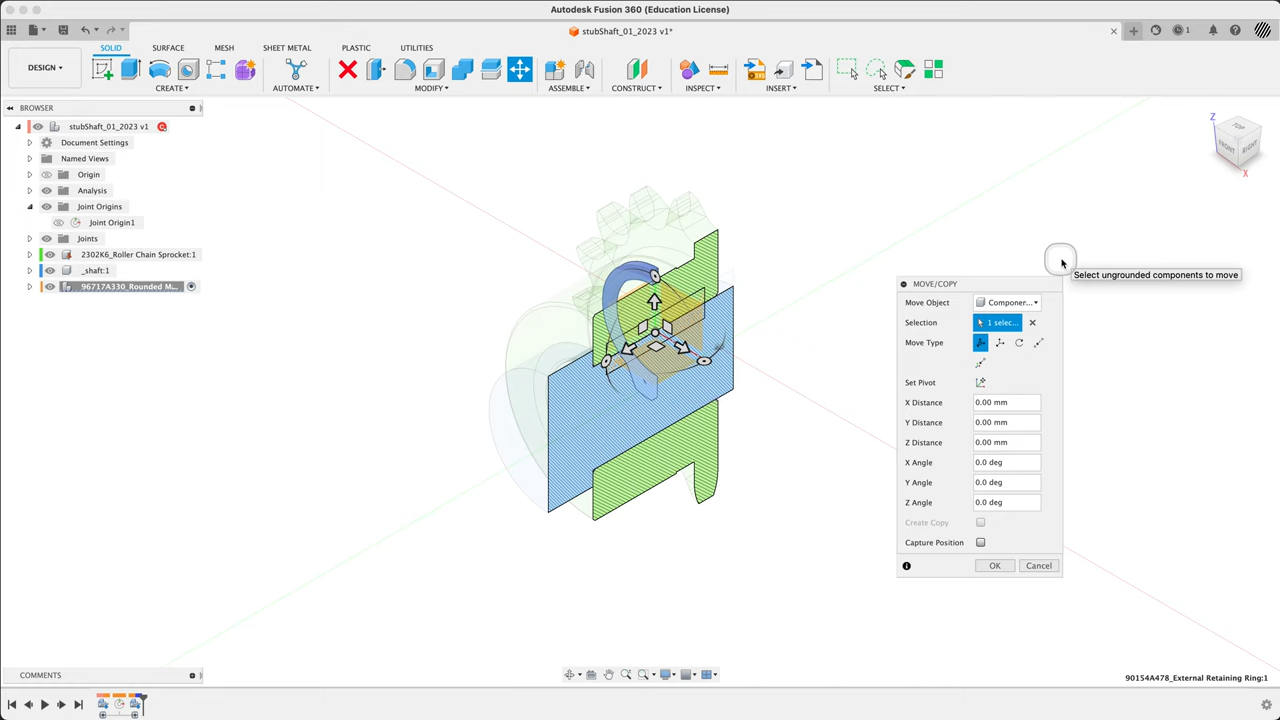 Autodesk Fusion 360 (Education License)
stubShaft_01_2023 v1*
1
DESIGN
SOLID
SURFACE
MESH
SHEET METAL
PLASTIC
UTILITIES
CREATE
AUTOMATE
MODIFY
ASSEMBLE
CONSTRUCT
INSPECT
INSERT
SELECT
BROWSER
stubShaft_01_2023 v1
Document Settings
Named Views
Origin
Analysis
Joint Origins
Joint Origin1
Joints
2302K6_Roller Chain Sprocket:1
_shaft:1
96717A330_Rounded M...
Z
TOP
FRONT
RIGHT
X
Select ungrounded components to move
MOVE/COPY
Move Object Componer...
Selection 1 selec...
Move Type
Set Pivot
X Distance 0.00 mm
Y Distance 0.00 mm
Z Distance 0.00 mm
X Angle 0.0 deg
Y Angle 0.0 deg
Z Angle 0.0 deg
Create Copy
Capture Position
OK Cancel
COMMENTS
90154A478_External Retaining Ring:1